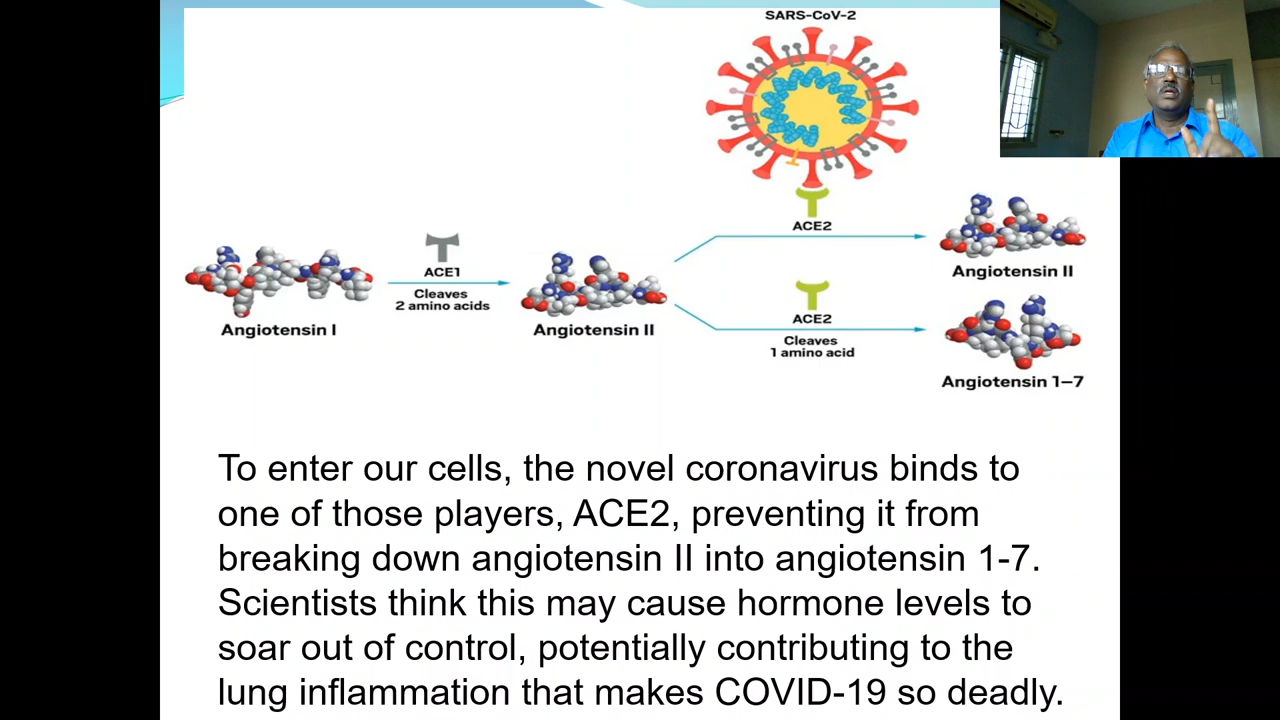 SARS-CoV-2
ACE2
Angiotensin II
ACE1
Cleaves
2 amino acids
Angiotensin I
Angiotensin II
ACE2
Cleaves
1 amino acid
Angiotensin 1–7
To enter our cells, the novel coronavirus binds to
one of those players, ACE2, preventing it from
breaking down angiotensin II into angiotensin 1-7.
Scientists think this may cause hormone levels to
soar out of control, potentially contributing to the
lung inflammation that makes COVID-19 so deadly.